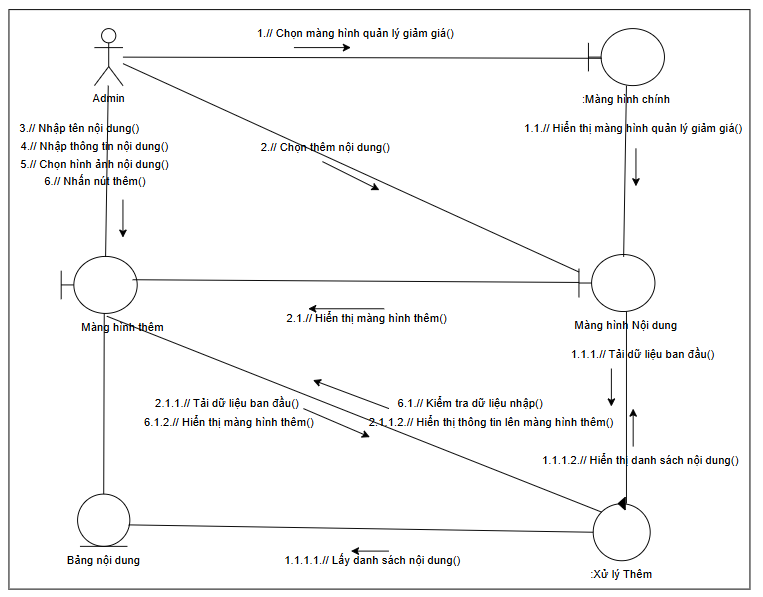 1.// Chọn màng hình quản lý giảm giá()
Admin
:Màng hình chính
3.// Nhập tên nội dung()
1.1.// Hiển thị màng hình quản lý giảm giá()
4.// Nhập thông tin nội dung()
2.// Chọn thêm nội dung()
5.// Chọn hình ảnh nội dung()
6.// Nhấn nút thêm()
2.1.// Hiển thị màng hình thêm()
Màng hình thêm
Màng hình Nội dung
1.1.1.// Tải dữ liệu ban đầu()
2.1.1.// Tải dữ liệu ban đầu()
6.1.// Kiểm tra dữ liệu nhập()
6.1.2.// Hiển thị màng hình thêm()
2.1.1.2.// Hiển thị thông tin lên màng hình thêm()
1.1.1.2.// Hiển thị danh sách nội dung()
Bảng nội dung
1.1.1.1.// Lấy danh sách nội dung()
:Xử lý Thêm